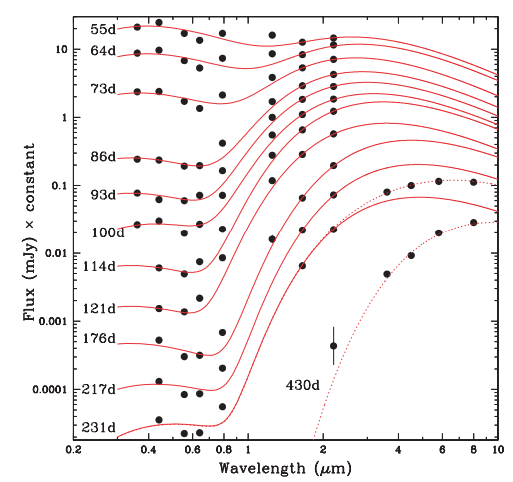 10
1
0.1
0.01
0.001
0.0001
Flux (mJy) × constant
55d
64d
73d
86d
93d
100d
114d
121d
176d
217d
231d
430d
0.2
0.4
0.6
0.8
1
2
4
6
8
10
Wavelength (μm)